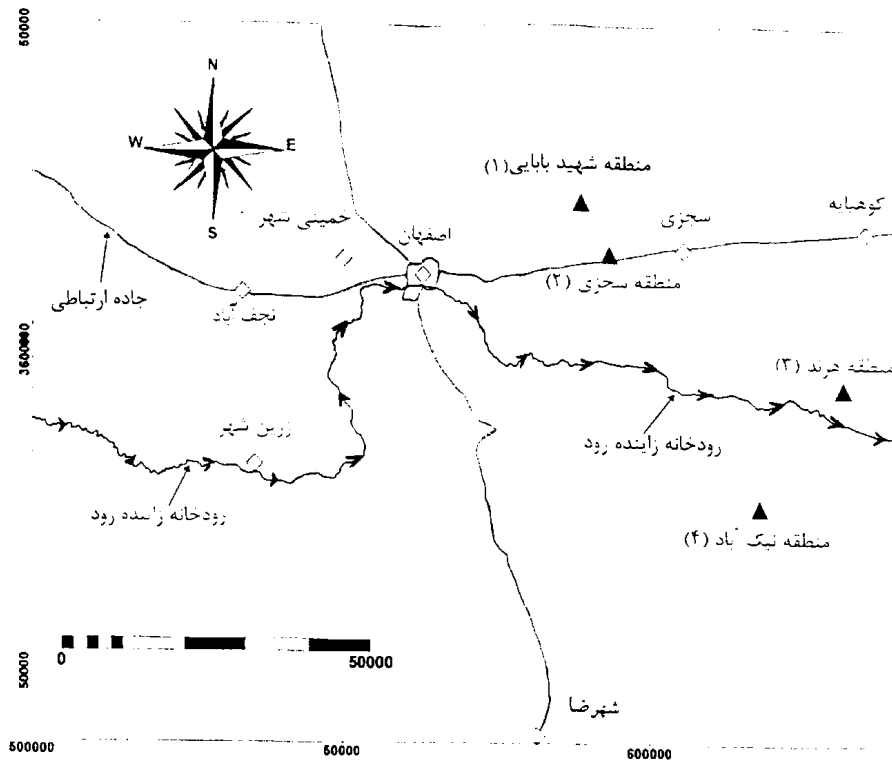 50000
N
W
E
S
منطقه شهید بابایی(۱)
کوهپایه
سجزی
خمینی شهر
اصفهان
منطقه سجزی (۲)
جاده ارتباطی
نجف آباد
3600000
منطقه هرند (۳)
زرین شهر
رودخانه زاینده رود
رودخانه زاینده رود
منطقه نیک آباد (۴)
0
50000
50000
شهرضا
500000
50000
600000